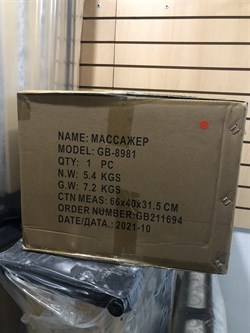 NAME: МАССАЖЕР
MODEL: GB-8981
QTY: 1 PC
N.W: 5.4 KGS
G.W: 7.2 KGS
CTN MEAS: 66x40x31.5 CM
ORDER NUMBER: GB211694
DATE/ДАТА: 2021-10